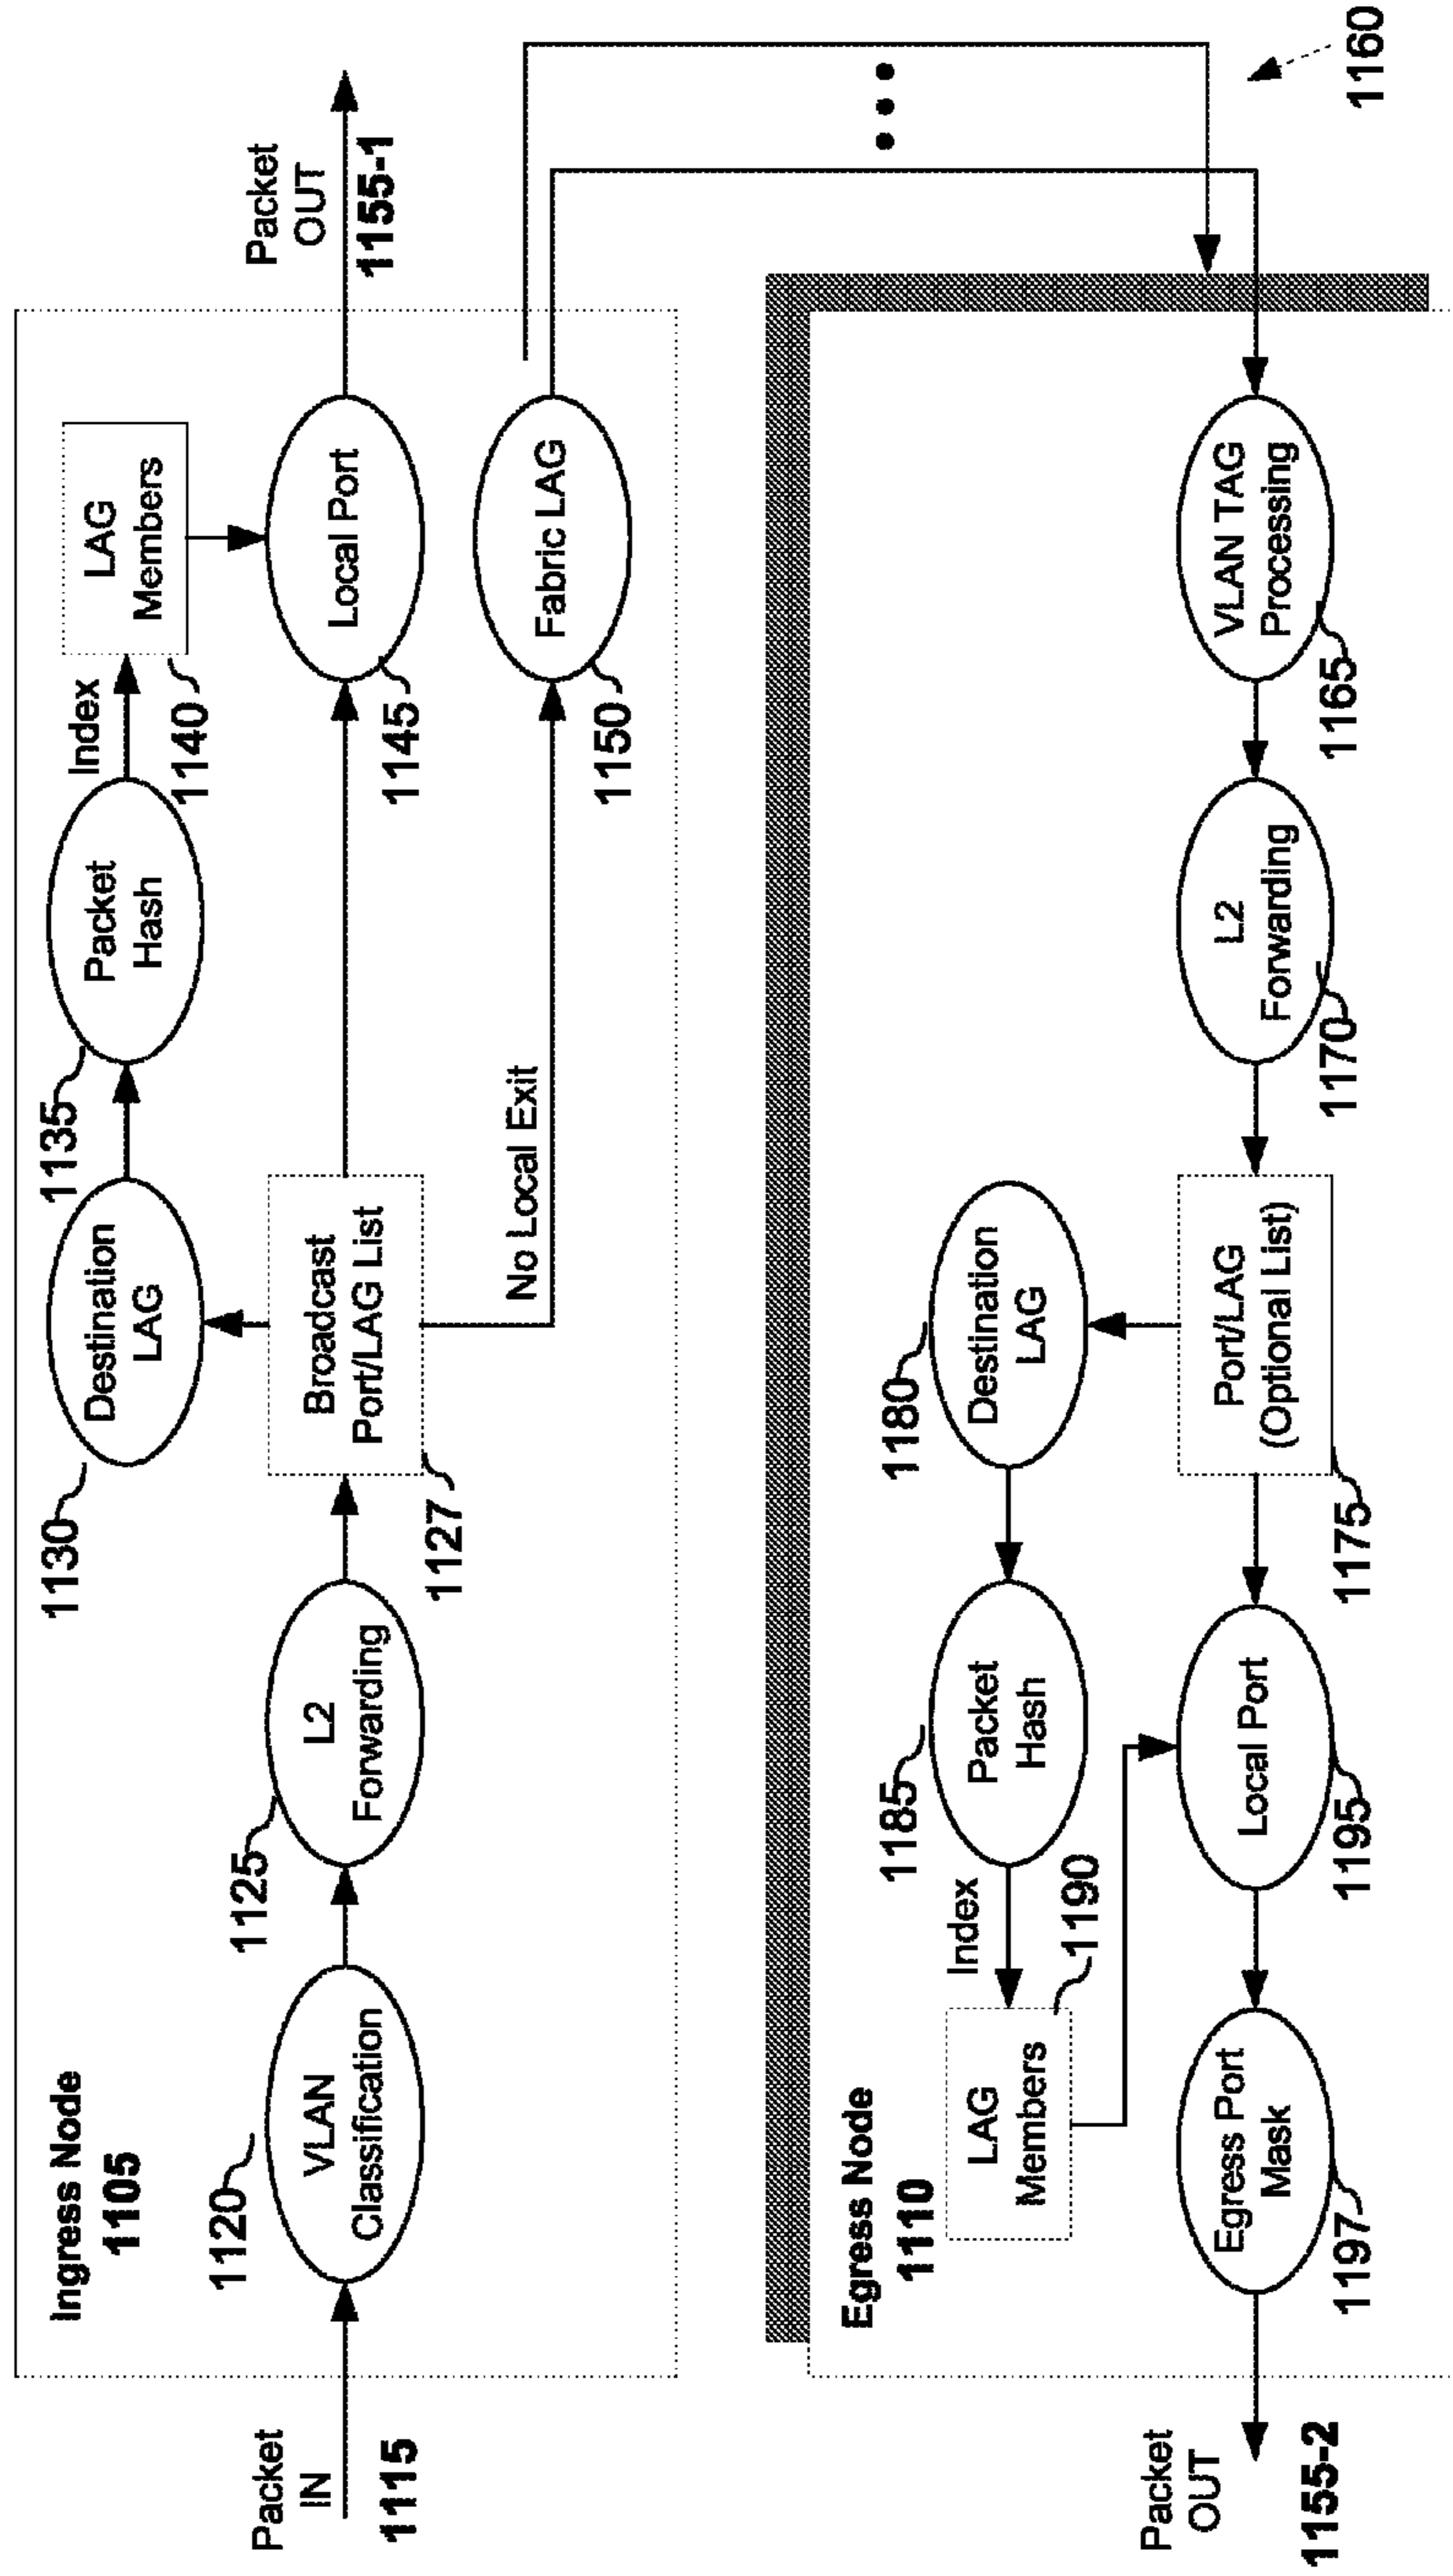 Ingress Node
1105
Packet
IN
1115
1120
VLAN
Classification
1125
L2
Forwarding
1127
Broadcast
Port/LAG List
1130
Destination
LAG
1135
Packet
Hash
Index
1140
LAG
Members
1145
Local Port
Packet
OUT
1155-1
No Local Exit
1150
Fabric LAG
1160
Egress Node
1110
VLAN TAG
Processing
1165
L2
Forwarding
1170
Port/LAG
(Optional List)
1175
1180
Destination
LAG
1185
Packet
Hash
Index
1190
LAG
Members
Local Port
1195
Egress Port
Mask
1197
Packet
OUT
1155-2